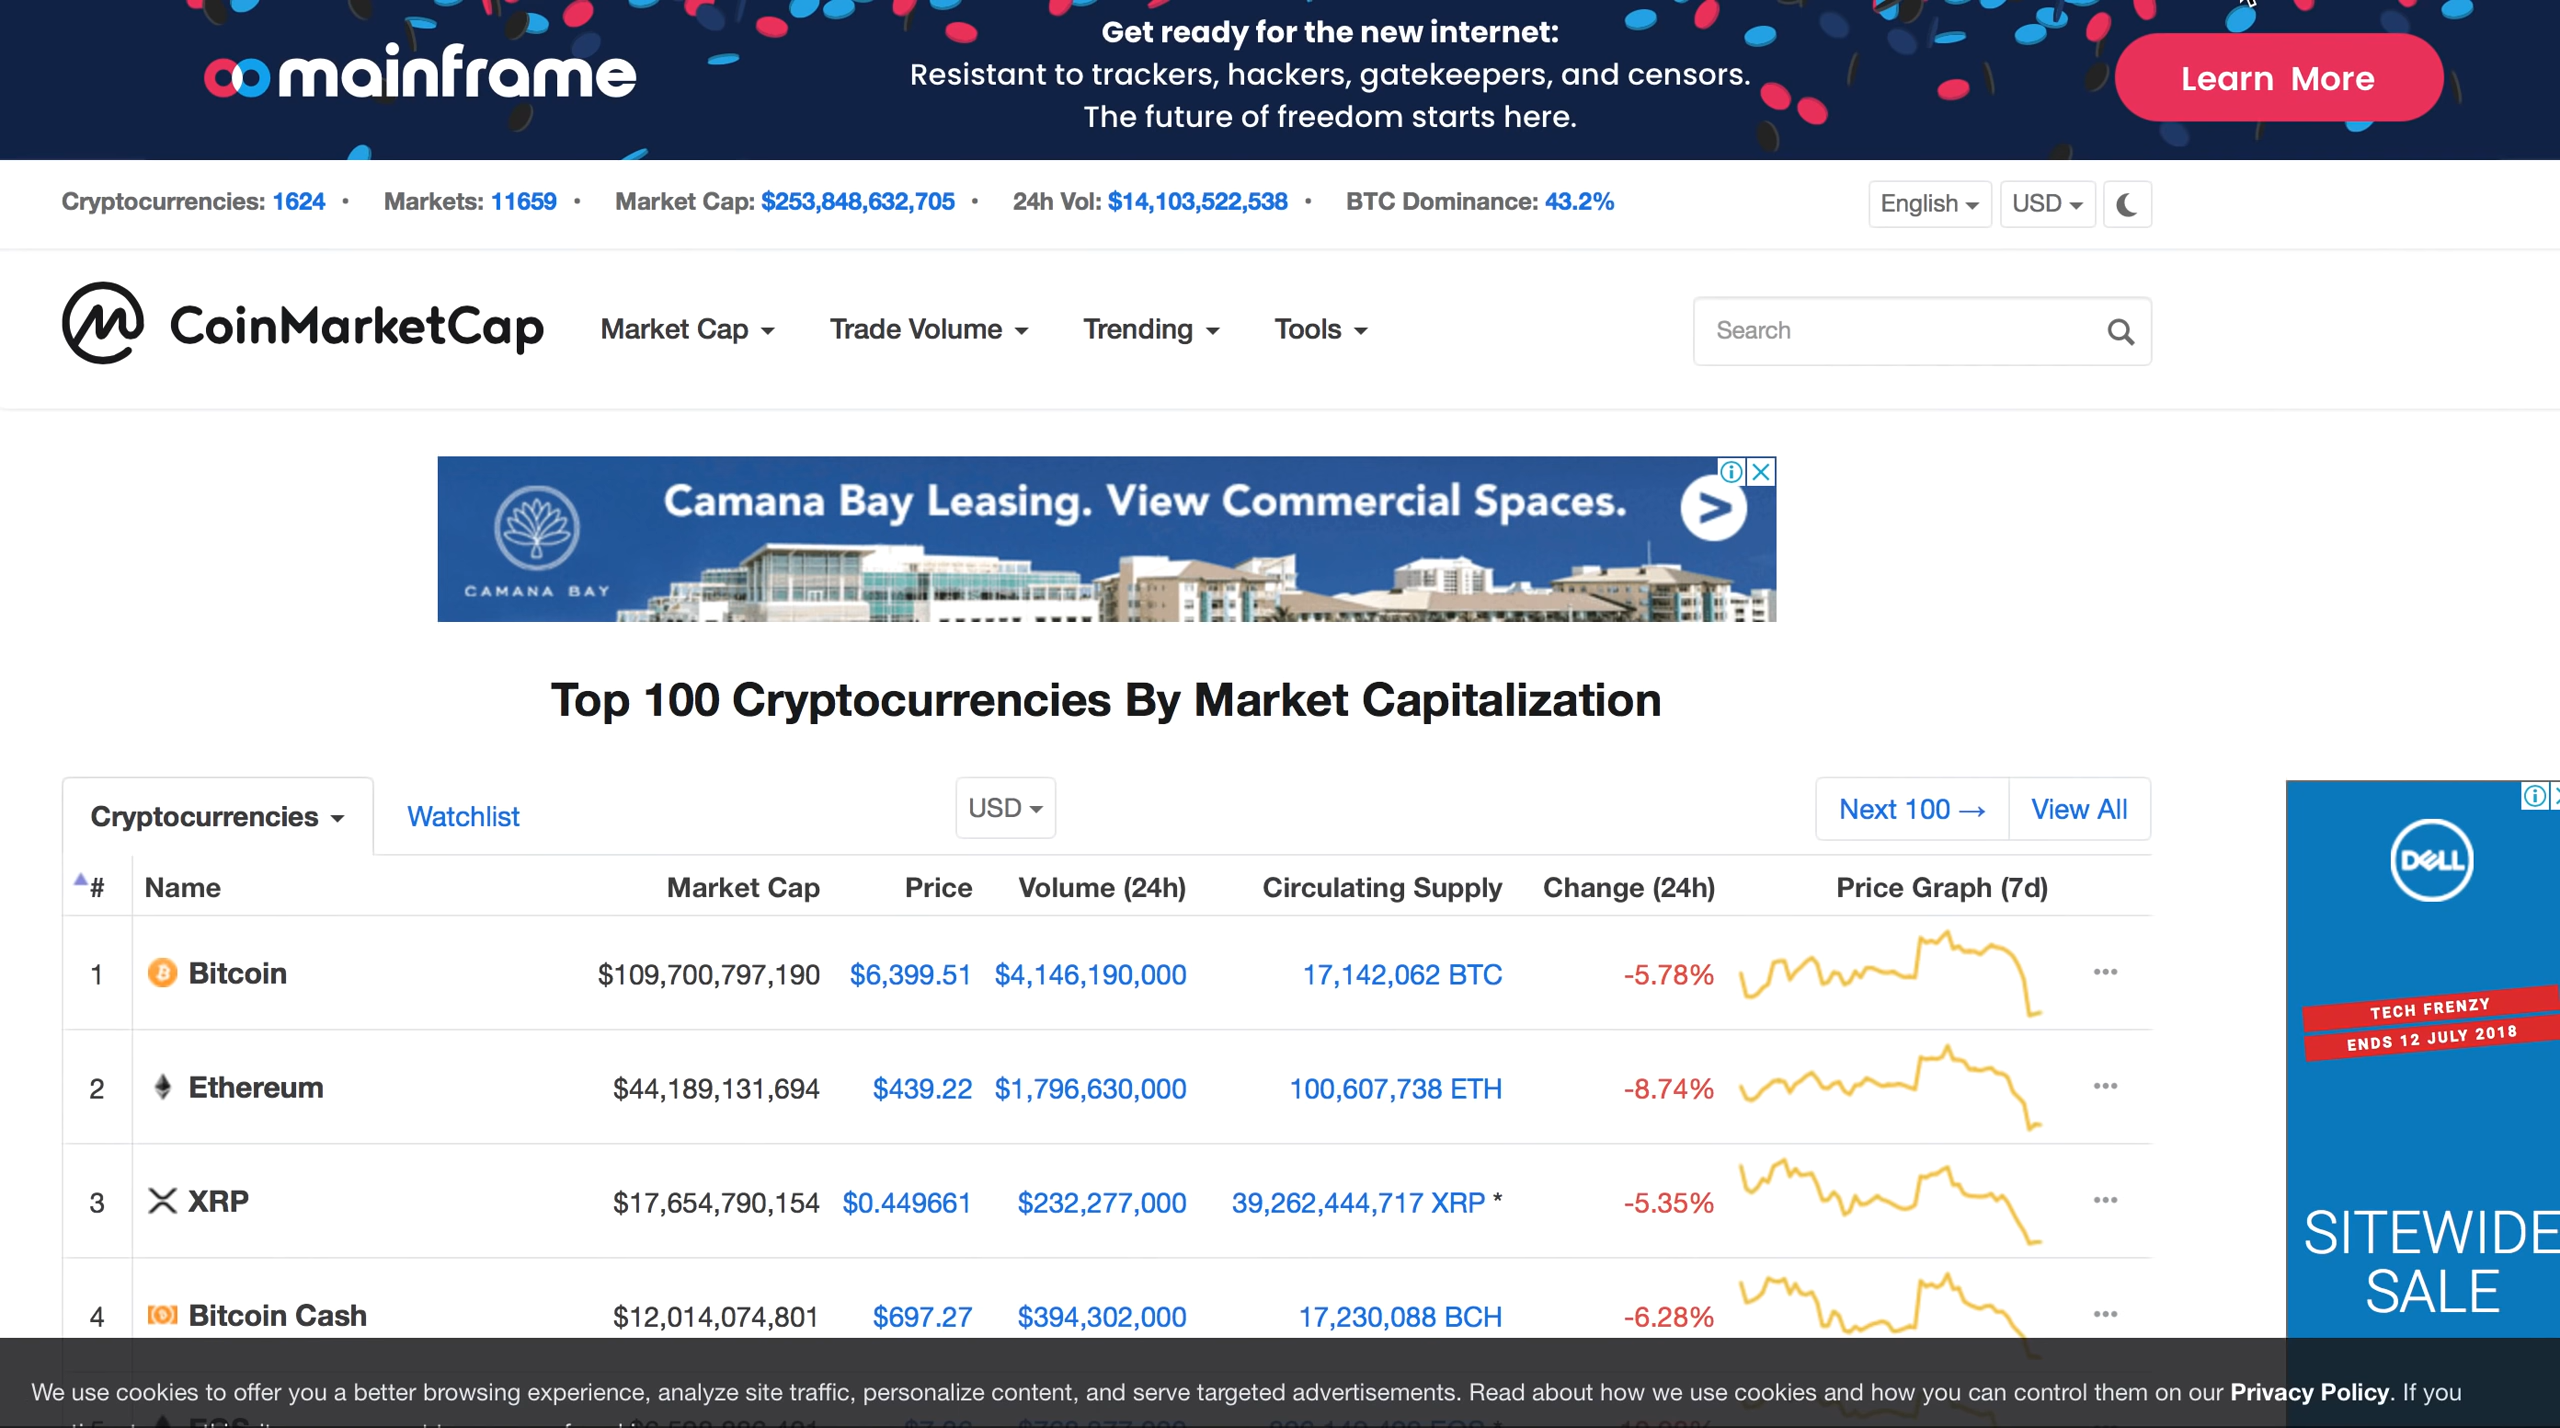 mainframe
Get ready for the new internet:
Resistant to trackers, hackers, gatekeepers, and censors.
The future of freedom starts here.
Learn More
Cryptocurrencies: 1624 • Markets: 11659 • Market Cap: $253,848,632,705 • 24h Vol: $14,103,522,538 • BTC Dominance: 43.2%
English USD
CoinMarketCap Market Cap Trade Volume Trending Tools Search
Camana Bay Leasing. View Commercial Spaces.
CAMANA BAY
Top 100 Cryptocurrencies By Market Capitalization
Cryptocurrencies Watchlist USD Next 100 → View All
# Name Market Cap Price Volume (24h) Circulating Supply Change (24h) Price Graph (7d)
1 Bitcoin $109,700,797,190 $6,399.51 $4,146,190,000 17,142,062 BTC -5.78%
2 Ethereum $44,189,131,694 $439.22 $1,796,630,000 100,607,738 ETH -8.74%
3 XRP $17,654,790,154 $0.449661 $232,277,000 39,262,444,717 XRP * -5.35%
4 Bitcoin Cash $12,014,074,801 $697.27 $394,302,000 17,230,088 BCH -6.28%
DELL
TECH FRENZY
ENDS 12 JULY 2018
SITEWIDE
SALE
We use cookies to offer you a better browsing experience, analyze site traffic, personalize content, and serve targeted advertisements. Read about how we use cookies and how you can control them on our Privacy Policy. If you